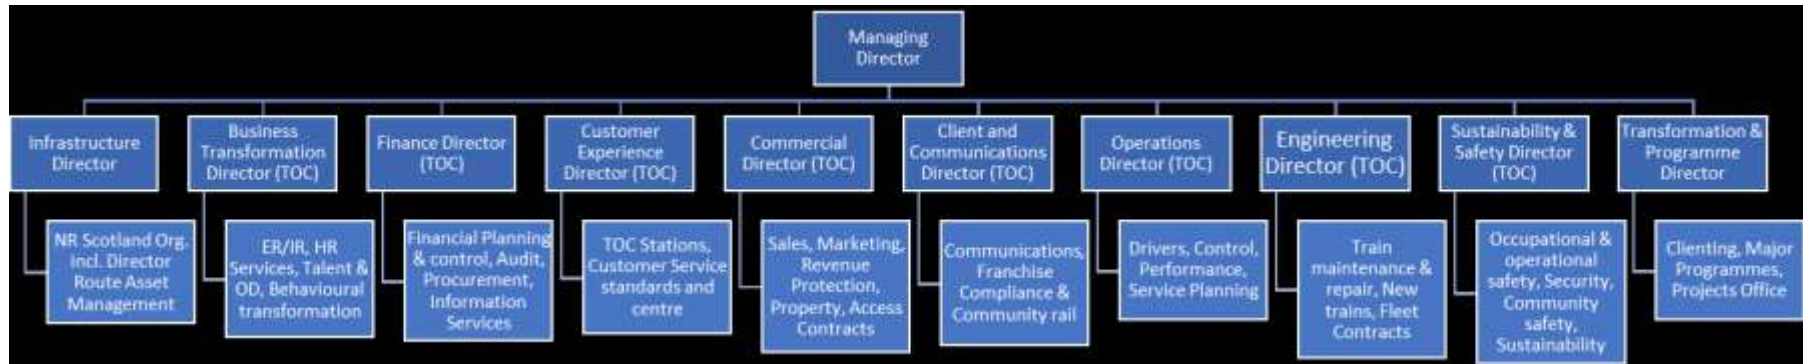 Managing
Director
Infrastructure
Director
Business
Transformation
Director (TOC)
Finance Director
(TOC)
Customer
Experience
Director (TOC)
Commercial
Director (TOC)
Client and
Communications
Director (TOC)
Operations
Director (TOC)
Engineering
Director (TOC)
Sustainability &
Safety Director
(TOC)
Transformation &
Programme
Director
NR Scotland Org.
incl. Director
Route Asset
Management
ER/IR, HR
Services, Talent &
OD, Behavioural
transformation
Financial Planning
& control, Audit,
Procurement,
Information
Services
TOC Stations,
Customer Service
standards and
centre
Sales, Marketing,
Revenue
Protection,
Property, Access
Contracts
Communications,
Franchise
Compliance &
Community rail
Drivers, Control,
Performance,
Service Planning
Train
maintenance &
repair, New
trains, Fleet
Contracts
Occupational &
operational
safety, Security,
Community
safety,
Sustainability
Clienting, Major
Programmes,
Projects Office